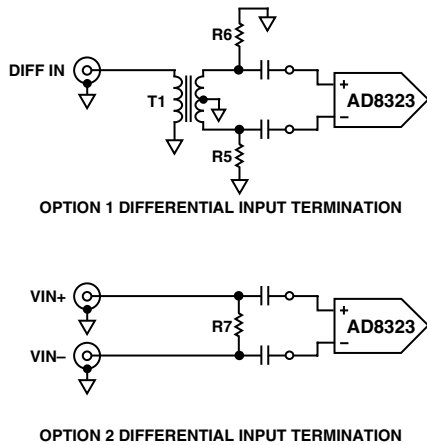 R6
DIFF IN
T1
+
AD8323
–
R5
OPTION 1 DIFFERENTIAL INPUT TERMINATION
VIN+
+
R7
AD8323
–
VIN–
OPTION 2 DIFFERENTIAL INPUT TERMINATION